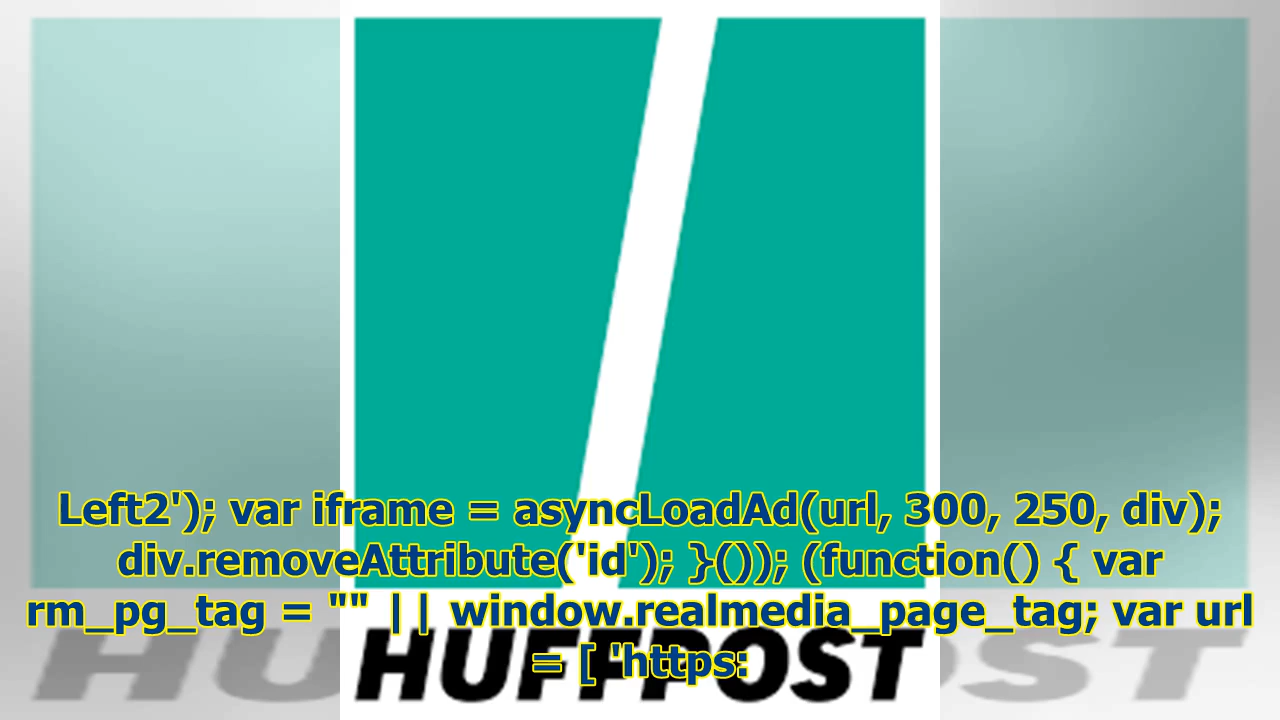 Left2'); var iframe = asyncLoadAd(url, 300, 250, div);
div.removeAttribute('id'); }()); (function() { var
rm_pg_tag = "" || window.realmedia_page_tag; var url
= [ 'https:
HUFFPOST